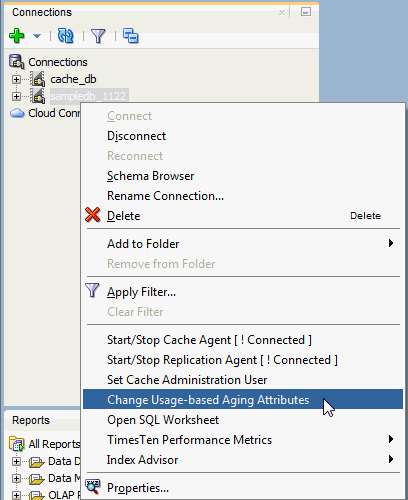 Connections
Connections
cache_db
sampledb_1122
Cloud Conn
Connect
Disconnect
Reconnect
Schema Browser
Rename Connection...
Delete Delete
Add to Folder
Remove from Folder
Apply Filter...
Clear Filter
Start/Stop Cache Agent [ ! Connected ]
Start/Stop Replication Agent [ ! Connected ]
Set Cache Administration User
Change Usage-based Aging Attributes
Open SQL Worksheet
TimesTen Performance Metrics
Index Advisor
Properties...
Reports
All Reports
Data D
Data M
OLAP R